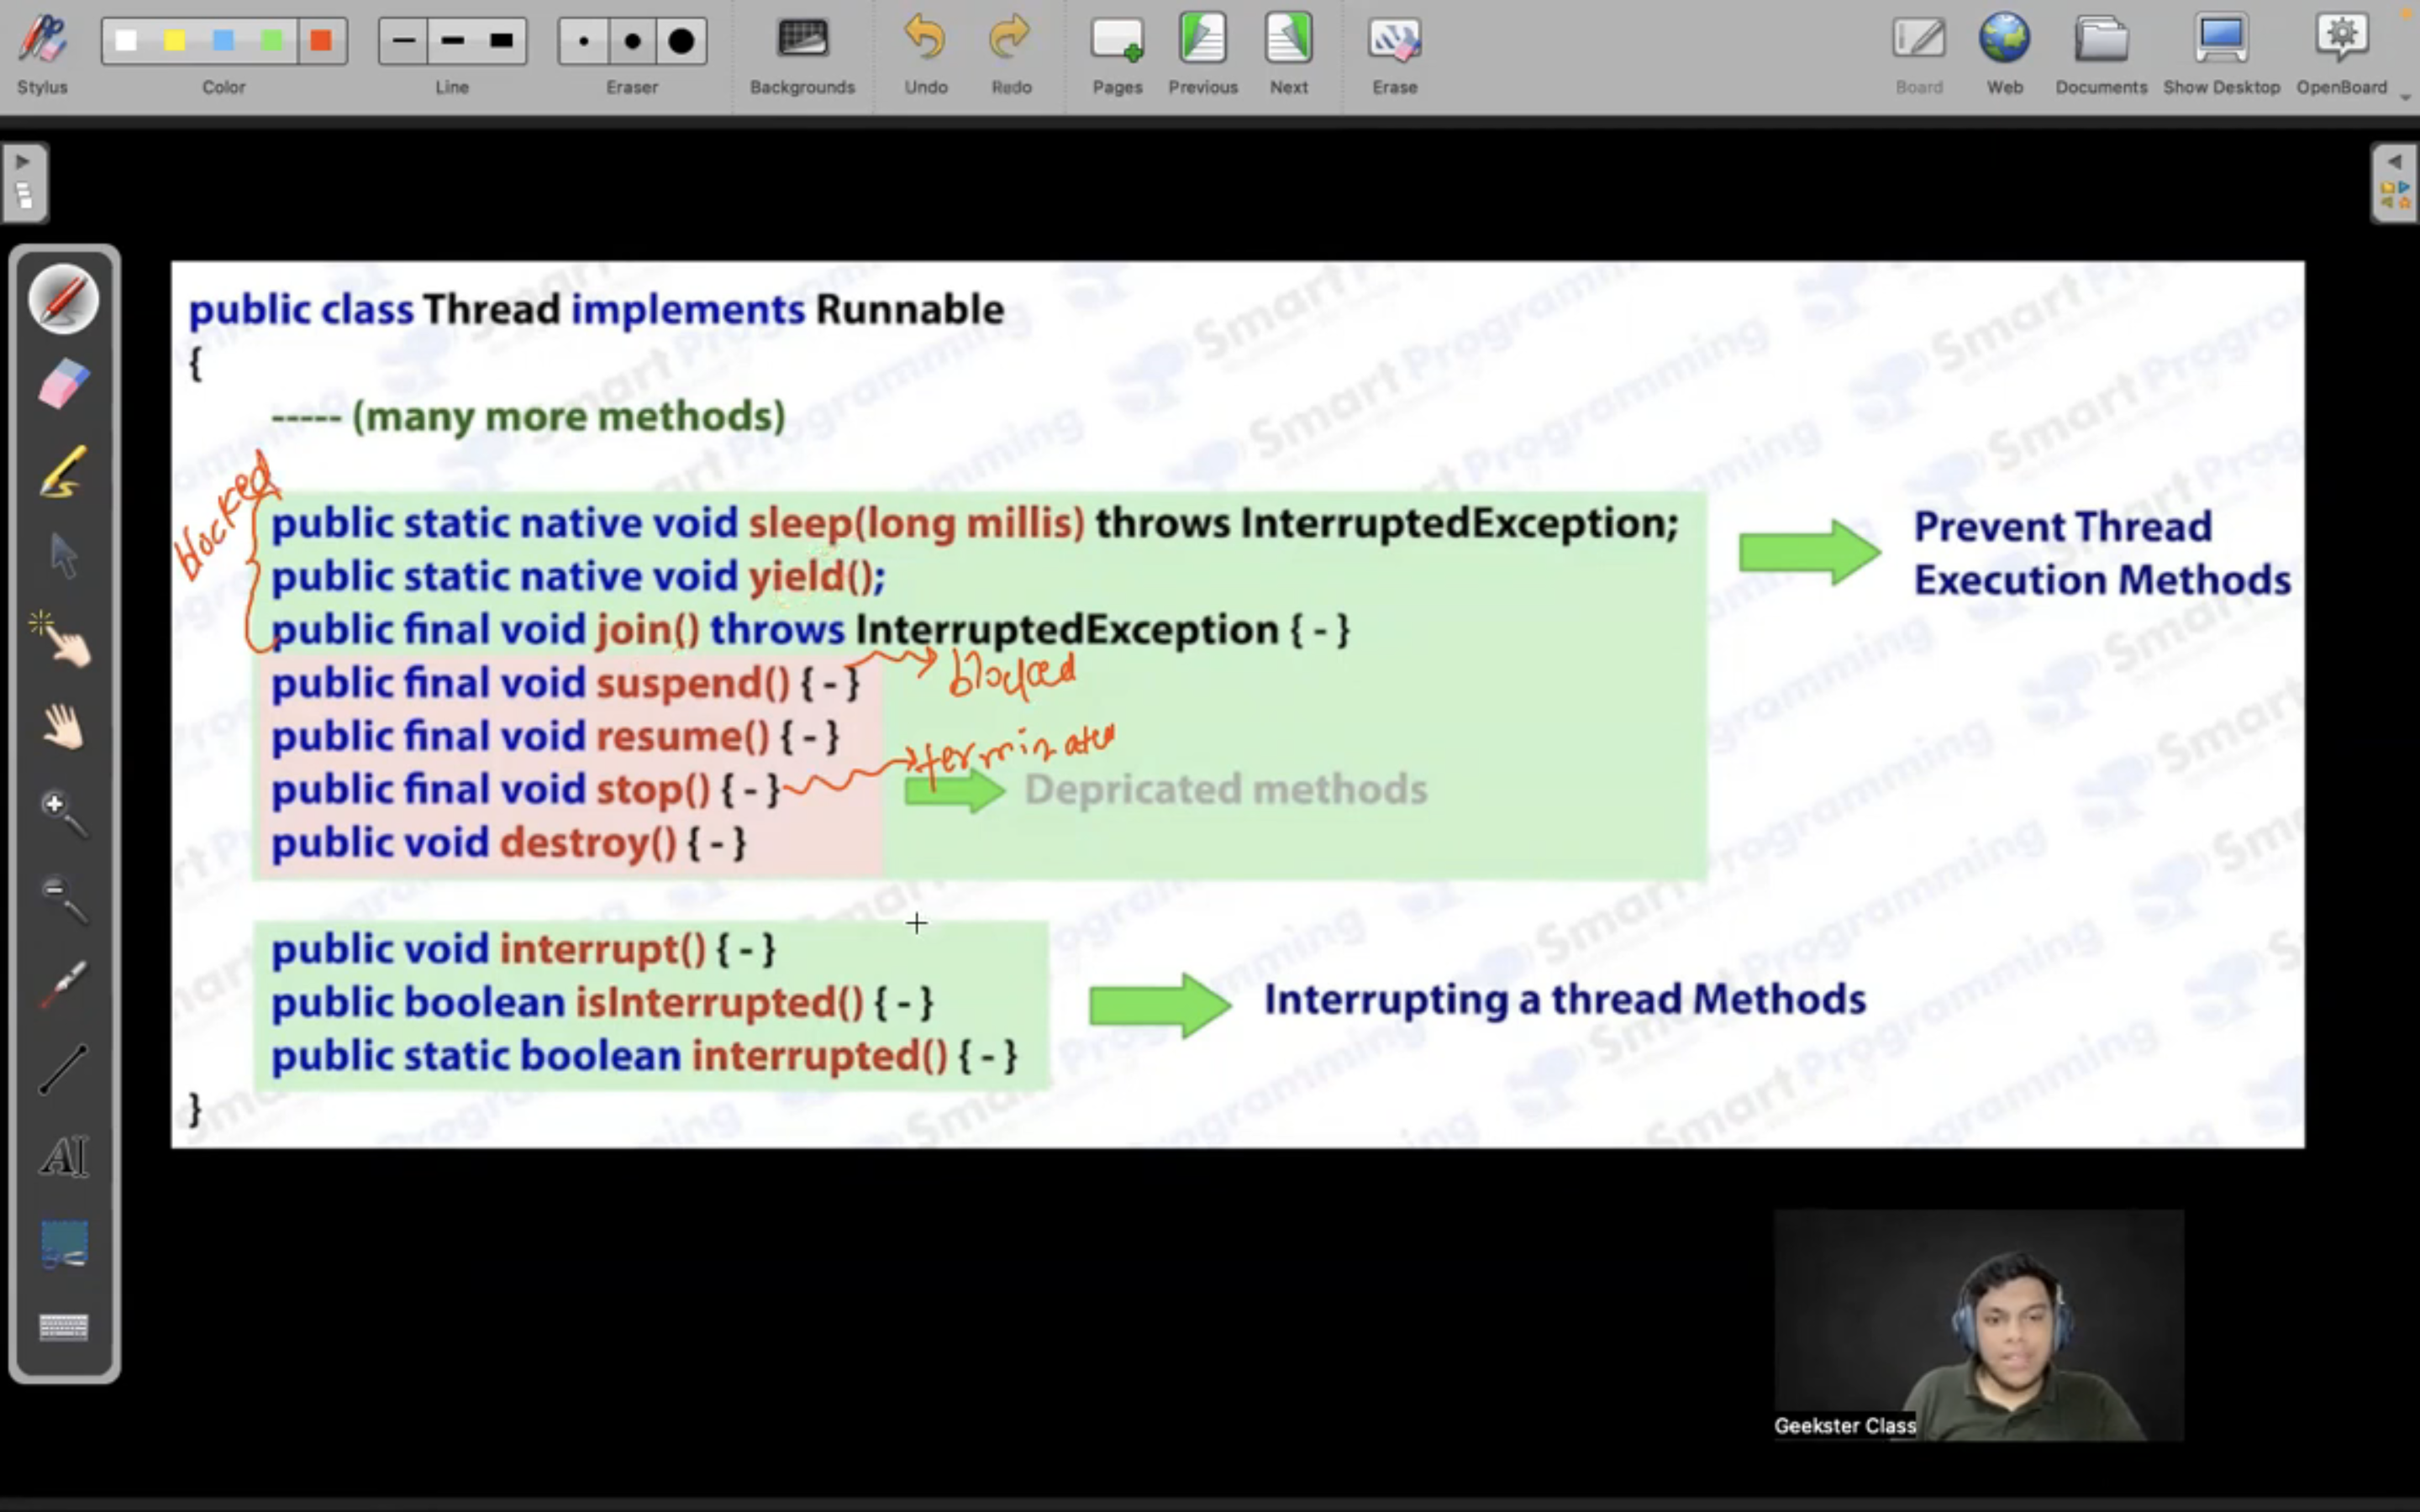 Stylus
Color
Line
Eraser
Backgrounds
Undo
Redo
Pages
Previous
Next
Erase
Board
Web
Documents
Show Desktop
OpenBoard
public class Thread implements Runnable
{
----- (many more methods)
blocked
public static native void sleep(long millis) throws InterruptedException;
public static native void yield();
public final void join() throws InterruptedException { - }
Prevent Thread
Execution Methods
public final void suspend() { - }
blocked
public final void resume() { - }
terminated
public final void stop() { - }
Depricated methods
public void destroy() { - }
public void interrupt() { - }
public boolean isInterrupted() { - }
public static boolean interrupted() { - }
Interrupting a thread Methods
}
AI
Geekster Class
Smart Programming